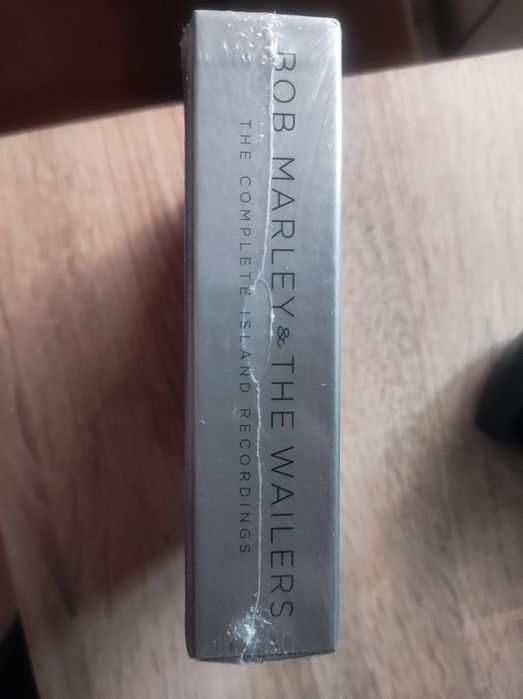 BOB MARLEY & THE WAILERS
THE COMPLETE ISLAND RECORDINGS